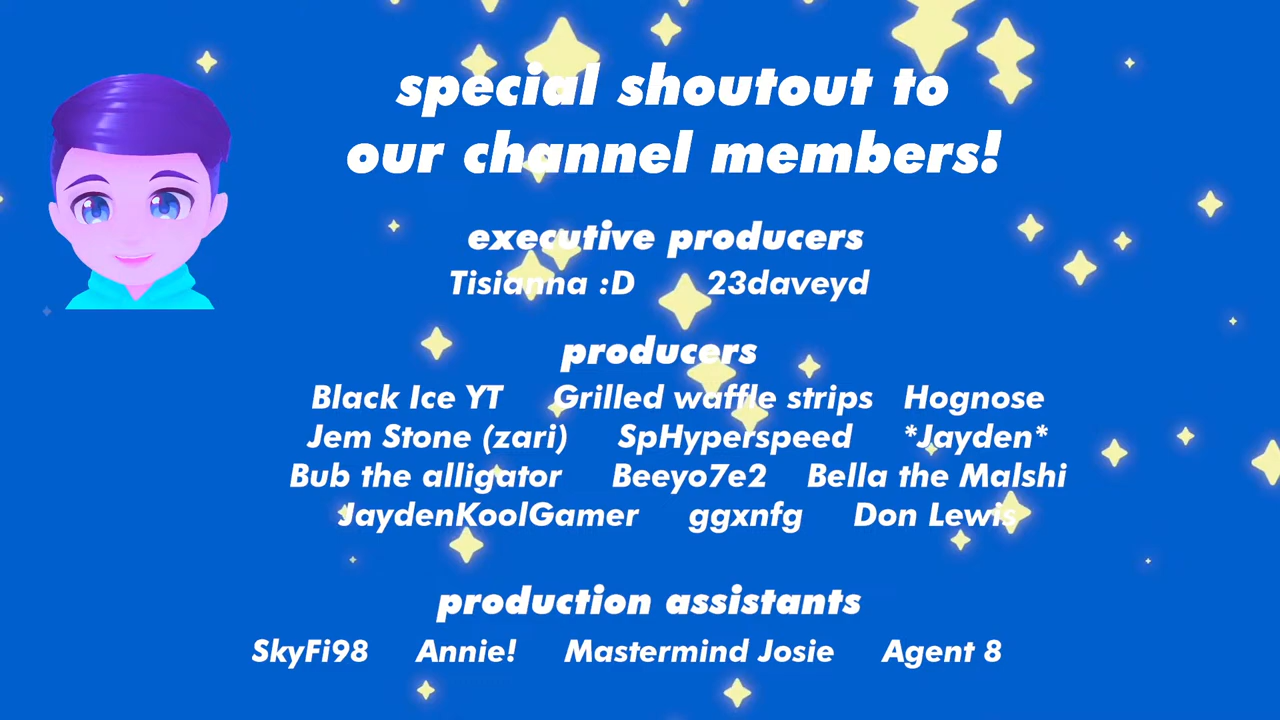 special shoutout to
our channel members!
executive producers
Tisianna :D 23daveyd
producers
Black Ice YT Grilled waffle strips Hognose
Jem Stone (zari) SpHyperspeed *Jayden*
Bub the alligator Beeyo7e2 Bella the Malshi
JaydenKoolGamer ggxnfg Don Lewis
production assistants
SkyFi98 Annie! Mastermind Josie Agent 8